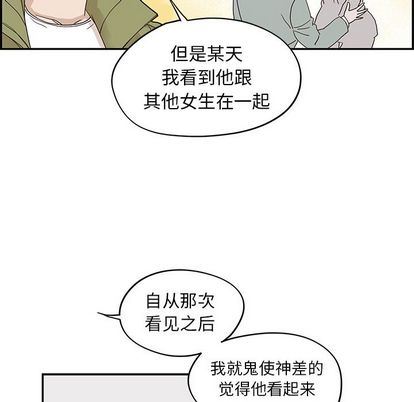 但是某天
我看到他跟
其他女生在一起
自从那次
看见之后
我就鬼使神差的
觉得他看起来